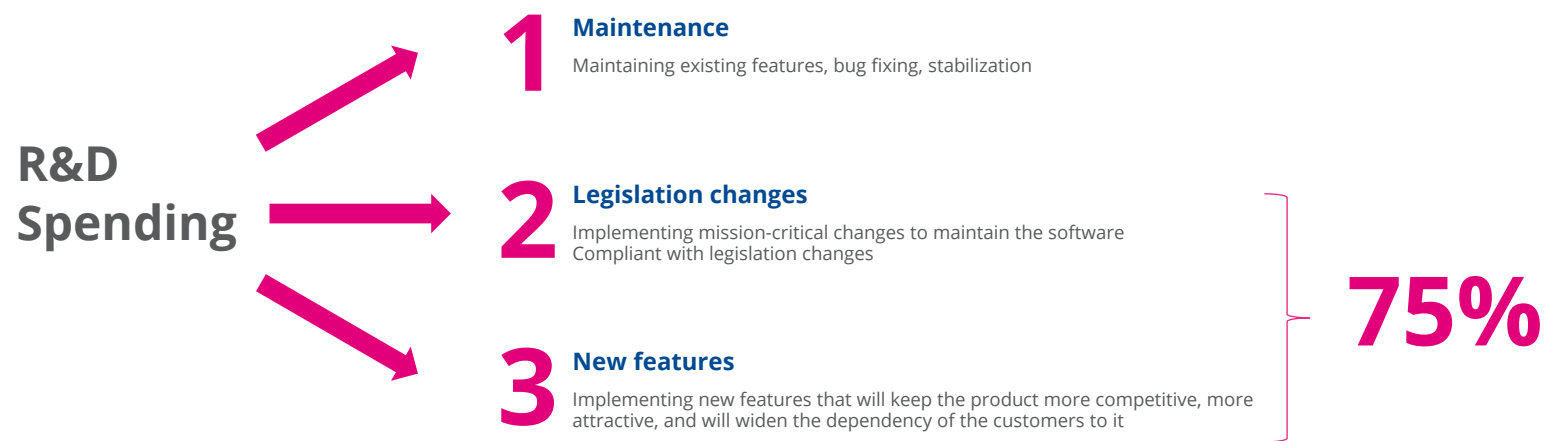 R&D
Spending
1
Maintenance
Maintaining existing features, bug fixing, stabilization
2
Legislation changes
Implementing mission-critical changes to maintain the software
Compliant with legislation changes
3
New features
Implementing new features that will keep the product more competitive, more
attractive, and will widen the dependency of the customers to it
75%